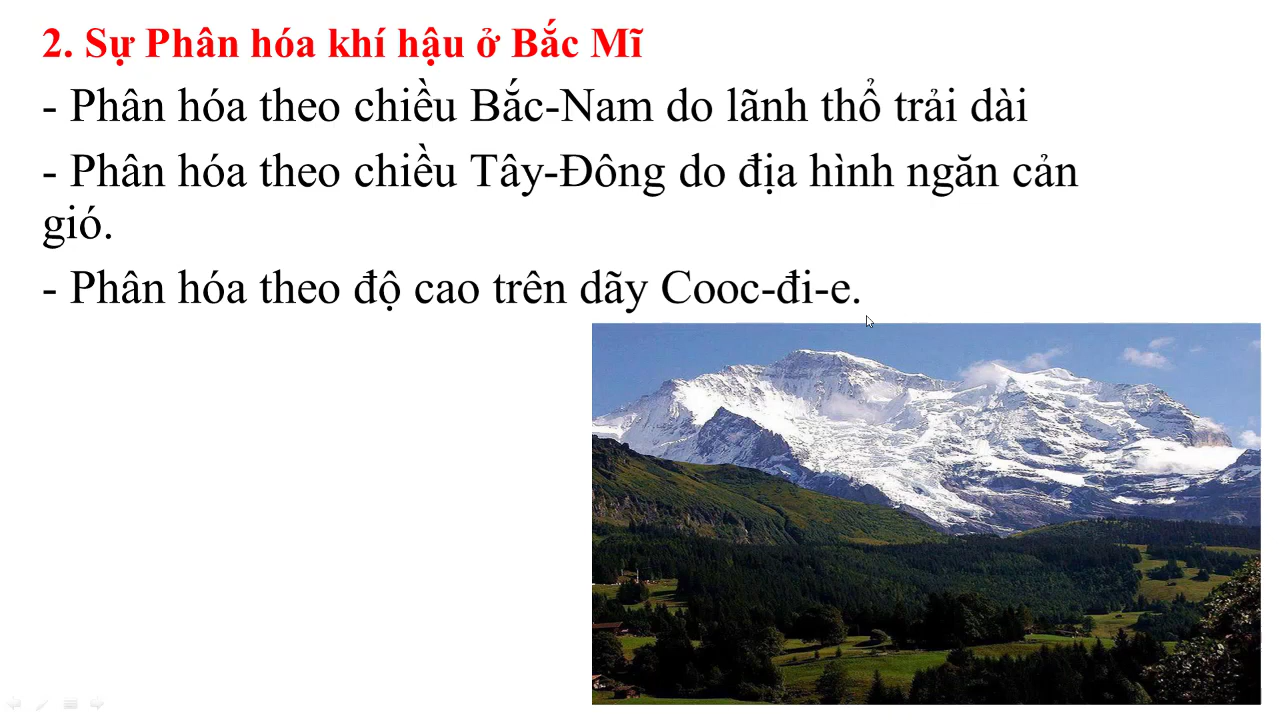 2. Sự Phân hóa khí hậu ở Bắc Mĩ
- Phân hóa theo chiều Bắc-Nam do lãnh thổ trải dài
- Phân hóa theo chiều Tây-Đông do địa hình ngăn cản
gió.
- Phân hóa theo độ cao trên dãy Cooc-đi-e.